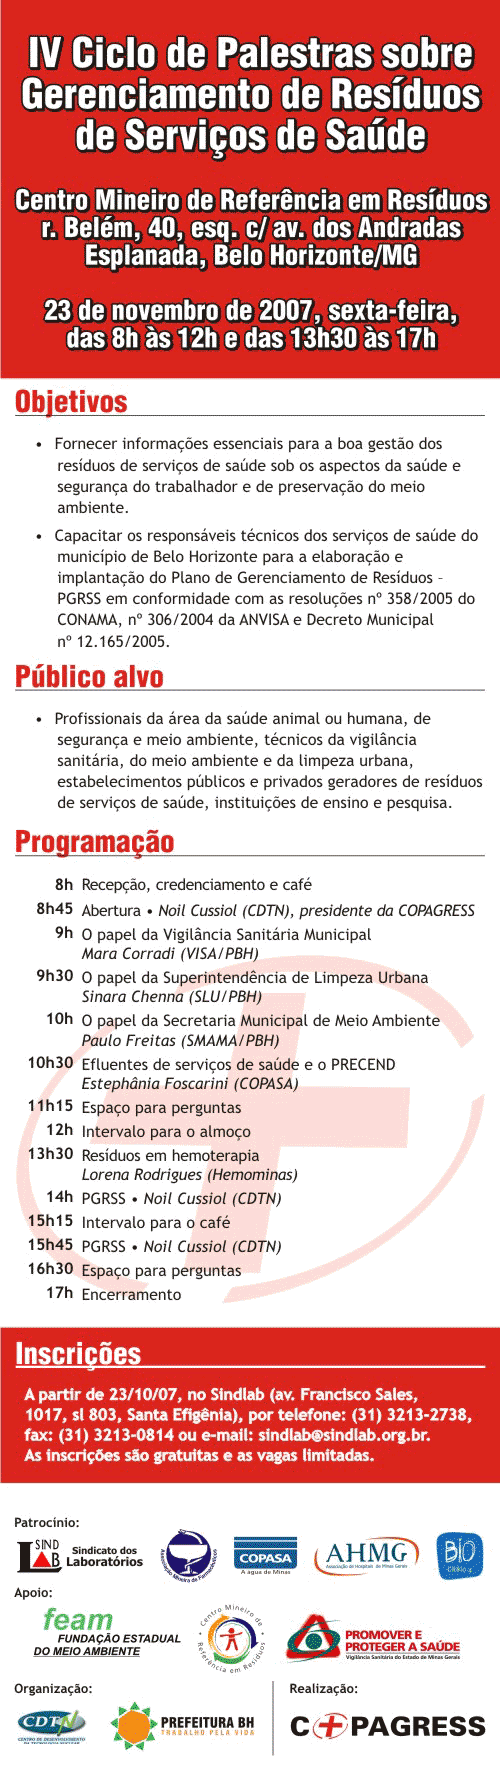 IV Ciclo de Palestras sobre
Gerenciamento de Resíduos
de Serviços de Saúde
Centro Mineiro de Referência em Resíduos
r. Belém, 40, esq. c/ av. dos Andradas
Esplanada, Belo Horizonte/MG
23 de novembro de 2007, sexta-feira,
das 8h às 12h e das 13h30 às 17h
Objetivos
• Fornecer informações essenciais para a boa gestão dos
resíduos de serviços de saúde sob os aspectos da saúde e
segurança do trabalhador e de preservação do meio
ambiente.
• Capacitar os responsáveis técnicos dos serviços de saúde do
município de Belo Horizonte para a elaboração e
implantação do Plano de Gerenciamento de Resíduos –
PGRSS em conformidade com as resoluções nº 358/2005 do
CONAMA, nº 306/2004 da ANVISA e Decreto Municipal
nº 12.165/2005.
Público alvo
• Profissionais da área da saúde animal ou humana, de
segurança e meio ambiente, técnicos da vigilância
sanitária, do meio ambiente e da limpeza urbana,
estabelecimentos públicos e privados geradores de resíduos
de serviços de saúde, instituições de ensino e pesquisa.
Programação
8h Recepção, credenciamento e café
8h45 Abertura • Noil Cussiol (CDTN), presidente da COPAGRESS
9h O papel da Vigilância Sanitária Municipal
Mara Corradi (VISA/PBH)
9h30 O papel da Superintendência de Limpeza Urbana
Sinara Chenna (SLU/PBH)
10h O papel da Secretaria Municipal de Meio Ambiente
Paulo Freitas (SMAMA/PBH)
10h30 Efluentes de serviços de saúde e o PRECEND
Estephânia Foscarini (COPASA)
11h15 Espaço para perguntas
12h Intervalo para o almoço
13h30 Resíduos em hemoterapia
Lorena Rodrigues (Hemominas)
14h PGRSS • Noil Cussiol (CDTN)
15h15 Intervalo para o café
15h45 PGRSS • Noil Cussiol (CDTN)
16h30 Espaço para perguntas
17h Encerramento
Inscrições
A partir de 23/10/07, no Sindlab (av. Francisco Sales,
1017, sl 803, Santa Efigênia), por telefone: (31) 3213-2738,
fax: (31) 3213-0814 ou e-mail: sindlab@sindlab.org.br.
As inscrições são gratuitas e as vagas limitadas.
Patrocínio:
SINDLAB Sindicato dos
Laboratórios
Associação Mineira de Farmacêuticos
COPASA
A água de Minas
AHMG
Associação de Hospitais de Minas Gerais
BIO
Apoio:
feam
FUNDAÇÃO ESTADUAL
DO MEIO AMBIENTE
Centro Mineiro de
Referência em Resíduos
PROMOVER E
PROTEGER A SAÚDE
Vigilância Sanitária do Estado de Minas Gerais
Organização:
CDTN
CENTRO DE DESENVOLVIMENTO
DA TECNOLOGIA NUCLEAR
PREFEITURA BH
TRABALHO PELA VIDA
Realização:
COPAGRESS